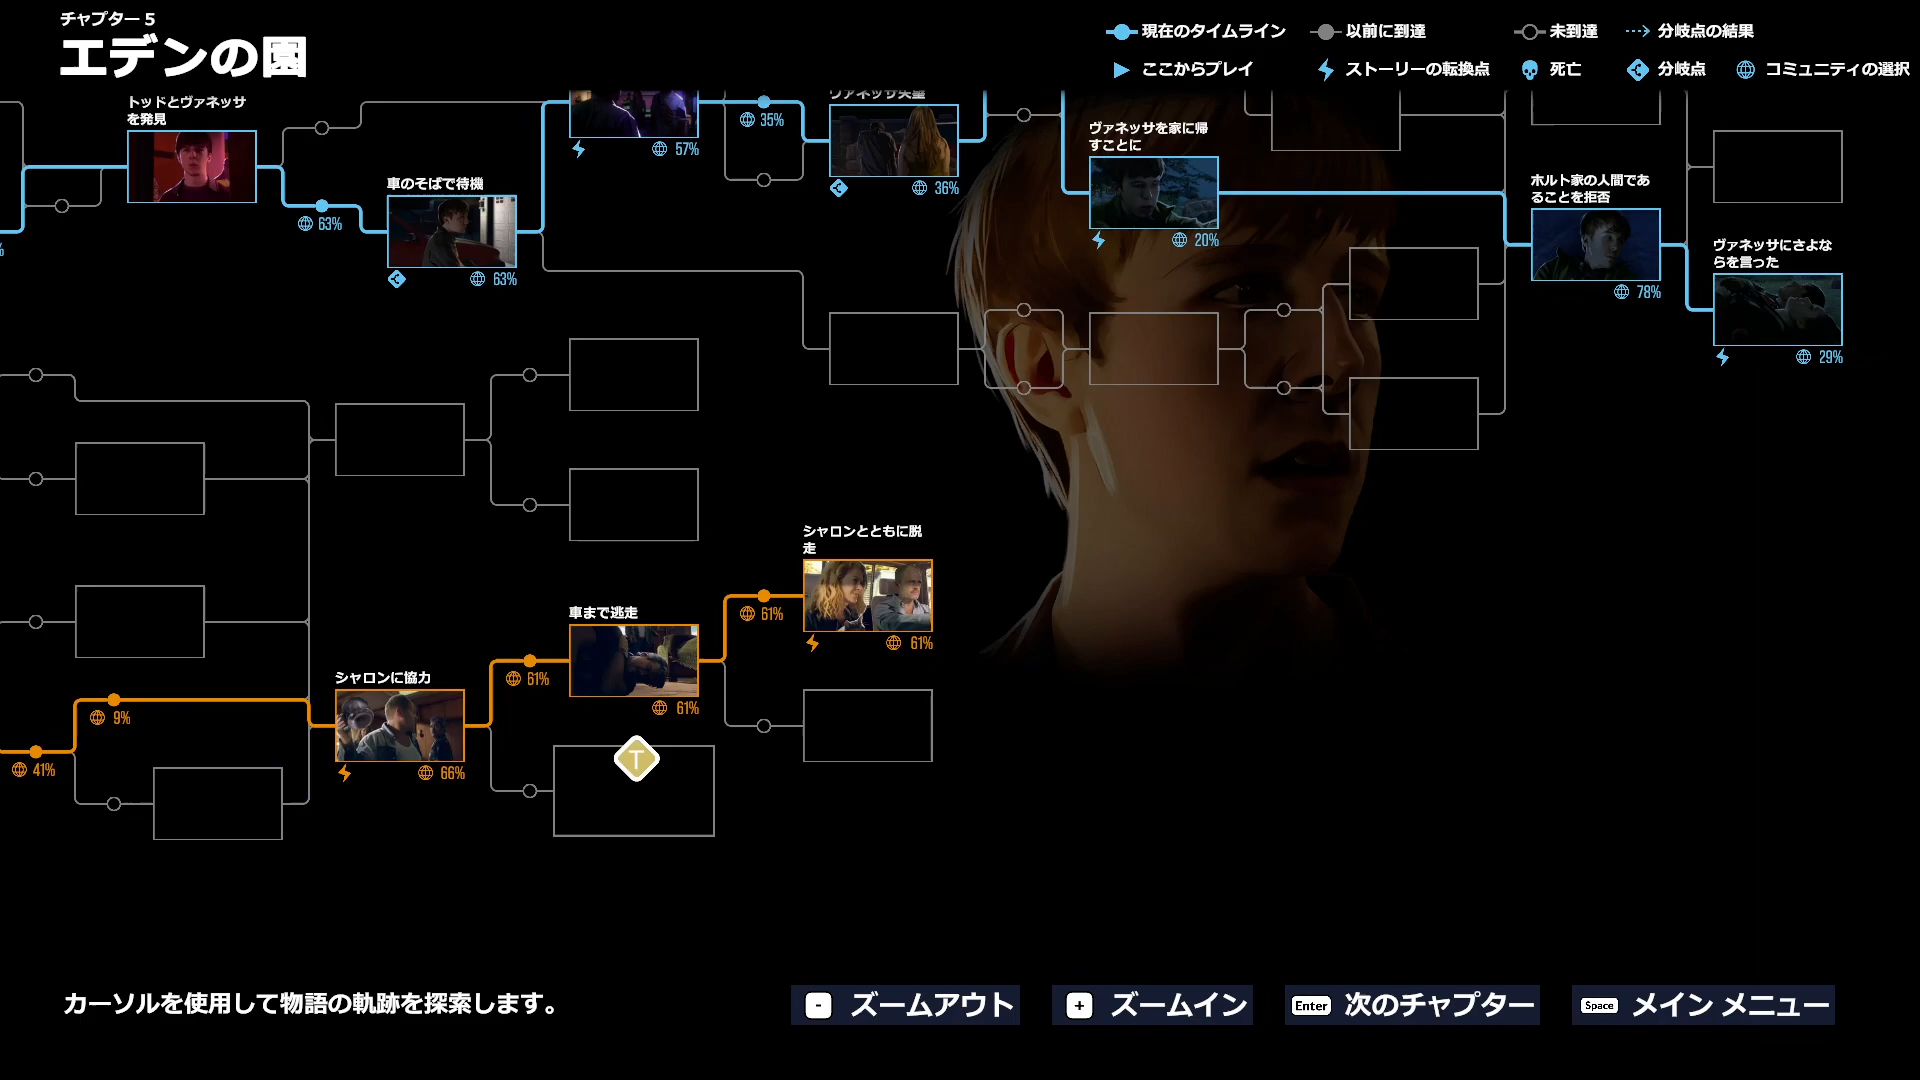 チャプター 5
エデンの園
現在のタイムライン
以前に到達
未到達
分岐点の結果
ここからプレイ
ストーリーの転換点
死亡
分岐点
コミュニティの選択
トッドとヴァネッサ
を発見
63%
車のそばで待機
63%
57%
35%
36%
ヴァネッサを家に帰
すことに
20%
ホルト家の人間であ
ることを拒否
78%
ヴァネッサにさよな
らを言った
29%
41%
9%
シャロンに協力
66%
61%
車まで逃走
61%
T
61%
シャロンとともに脱
走
61%
カーソルを使用して物語の軌跡を探索します。
- ズームアウト
+ ズームイン
Enter 次のチャプター
Space メイン メニュー